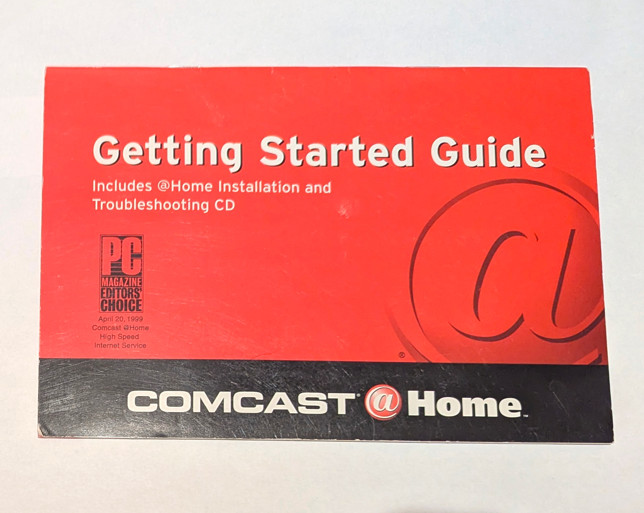 Getting Started Guide
Includes @Home Installation and
Troubleshooting CD
PC
MAGAZINE
EDITORS'
CHOICE
April 20, 1999
Comcast @Home
High Speed
Internet Service
@
®
COMCAST® @Home™